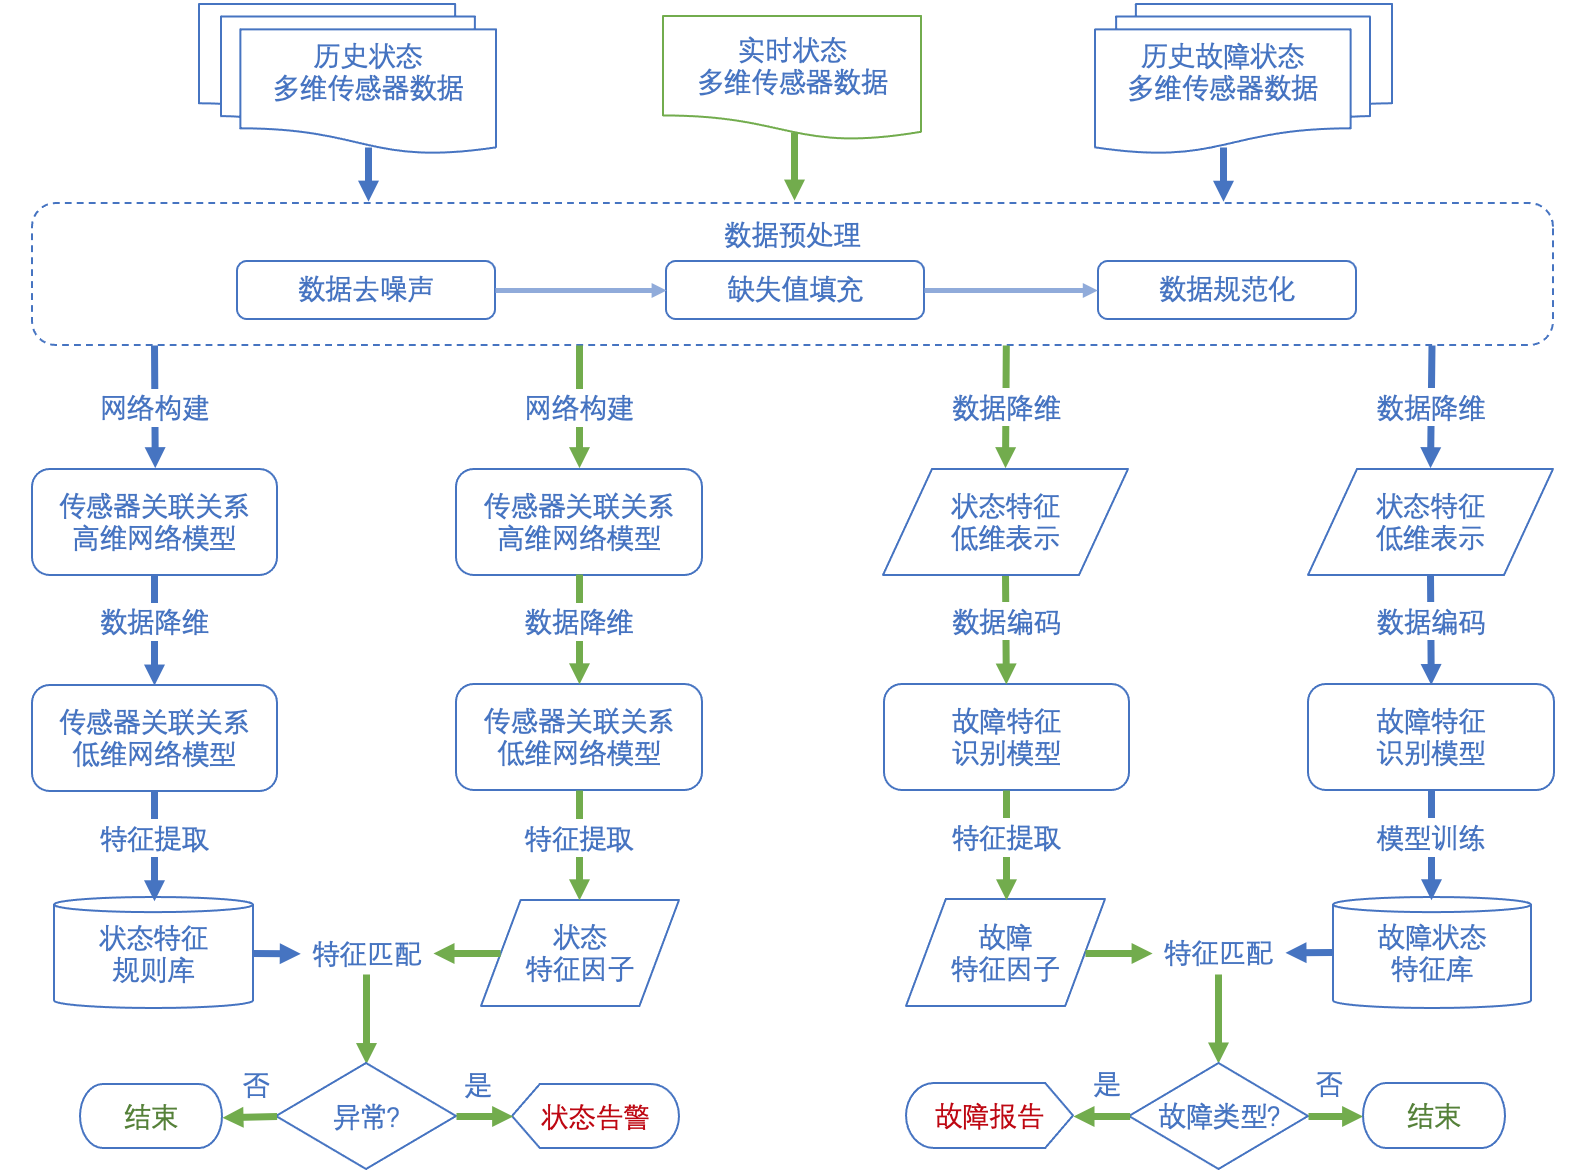 历史状态
多维传感器数据
实时状态
多维传感器数据
历史故障状态
多维传感器数据
数据预处理
数据去噪声
缺失值填充
数据规范化
网络构建
网络构建
数据降维
数据降维
传感器关联关系
高维网络模型
传感器关联关系
高维网络模型
状态特征
低维表示
状态特征
低维表示
数据降维
数据降维
数据编码
数据编码
传感器关联关系
低维网络模型
传感器关联关系
低维网络模型
故障特征
识别模型
故障特征
识别模型
特征提取
特征提取
特征提取
模型训练
状态特征
规则库
特征匹配
状态
特征因子
故障
特征因子
特征匹配
故障状态
特征库
否
是
是
否
结束
异常?
状态告警
故障报告
故障类型?
结束